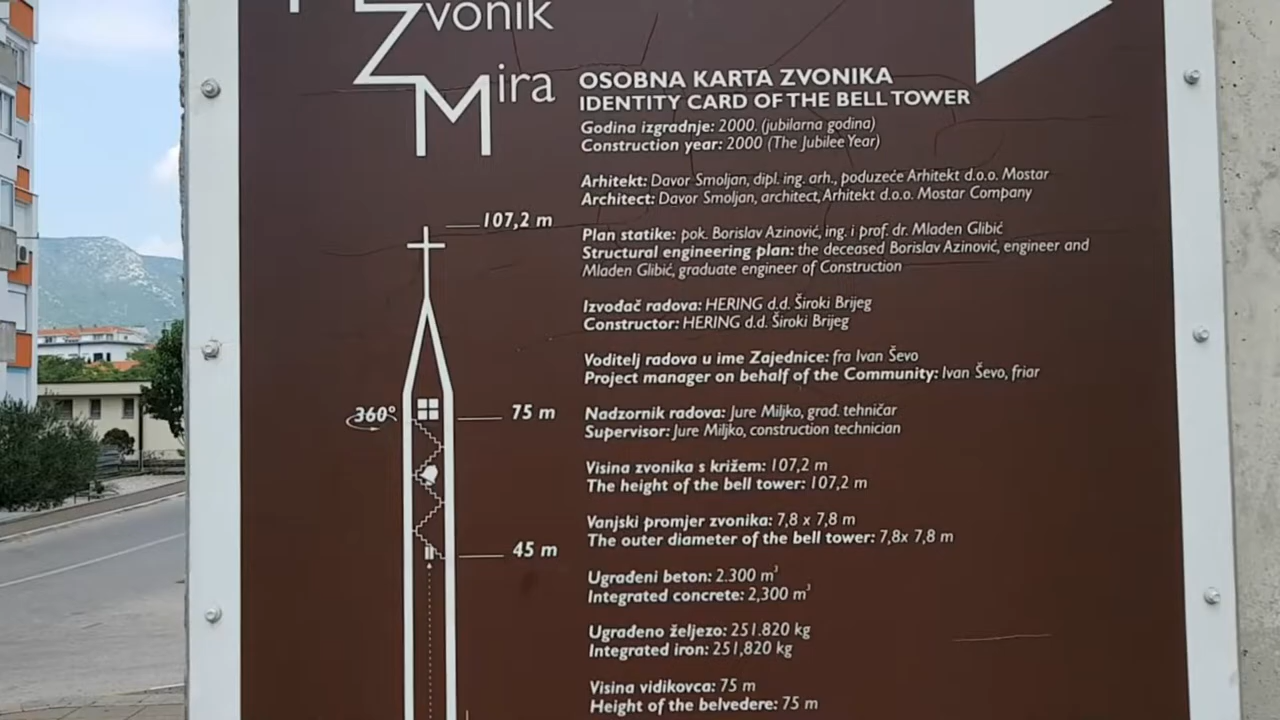 Zvonik
Mira
OSOBNA KARTA ZVONIKA
IDENTITY CARD OF THE BELL TOWER
Godina izgradnje: 2000. (jubilarna godina)
Construction year: 2000 (The Jubilee Year)
Arhitekt: Davor Smoljan, dipl. ing. arh., poduzeće Arhitekt d.o.o. Mostar
Architect: Davor Smoljan, architect, Arhitekt d.o.o. Mostar Company
Plan statike: pok. Borislav Azinović, ing. i prof. dr. Mladen Glibić
Structural engineering plan: the deceased Borislav Azinović, engineer and
Mladen Glibić, graduate engineer of Construction
Izvođač radova: HERING d.d. Široki Brijeg
Constructor: HERING d.d. Široki Brijeg
Voditelj radova u ime Zajednice: fra Ivan Ševo
Project manager on behalf of the Community: Ivan Ševo, friar
Nadzornik radova: Jure Miljko, građ. tehničar
Supervisor: Jure Miljko, construction technician
Visina zvonika s križem: 107,2 m
The height of the bell tower: 107,2 m
Vanjski promjer zvonika: 7,8 x 7,8 m
The outer diameter of the bell tower: 7,8x 7,8 m
Ugrađeni beton: 2.300 m³
Integrated concrete: 2,300 m³
Ugrađeno željezo: 251.820 kg
Integrated iron: 251,820 kg
Visina vidikovca: 75 m
Height of the belvedere: 75 m
107,2 m
360°
75 m
45 m